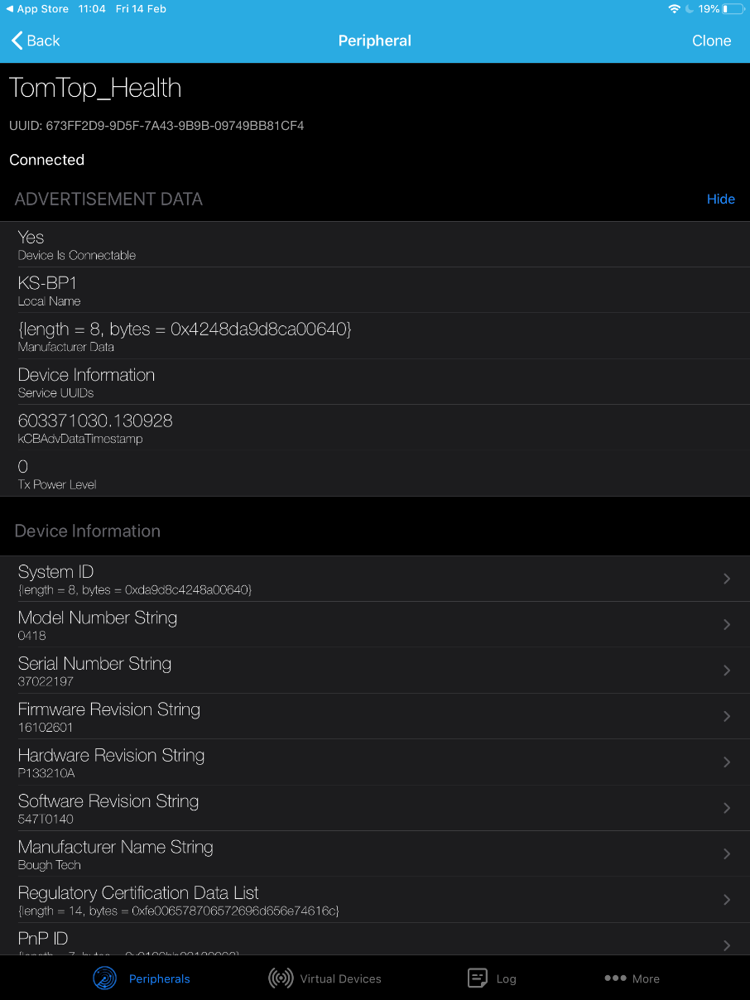 App Store 11:04 Fri 14 Feb 19%
Back Peripheral Clone
TomTop_Health
UUID: 673FF2D9-9D5F-7A43-9B9B-09749BB81CF4
Connected
ADVERTISEMENT DATA Hide
Yes
Device Is Connectable
KS-BP1
Local Name
{length = 8, bytes = 0x4248da9d8ca00640}
Manufacturer Data
Device Information
Service UUIDs
603371030.130928
kCBAdvDataTimestamp
0
Tx Power Level
Device Information
System ID
{length = 8, bytes = 0xda9d8c4248a00640}
Model Number String
0418
Serial Number String
37022197
Firmware Revision String
16102601
Hardware Revision String
P133210A
Software Revision String
547T0140
Manufacturer Name String
Bough Tech
Regulatory Certification Data List
{length = 14, bytes = 0xfe006578706572696d656e74616c}
PnP ID
Peripherals Virtual Devices Log More